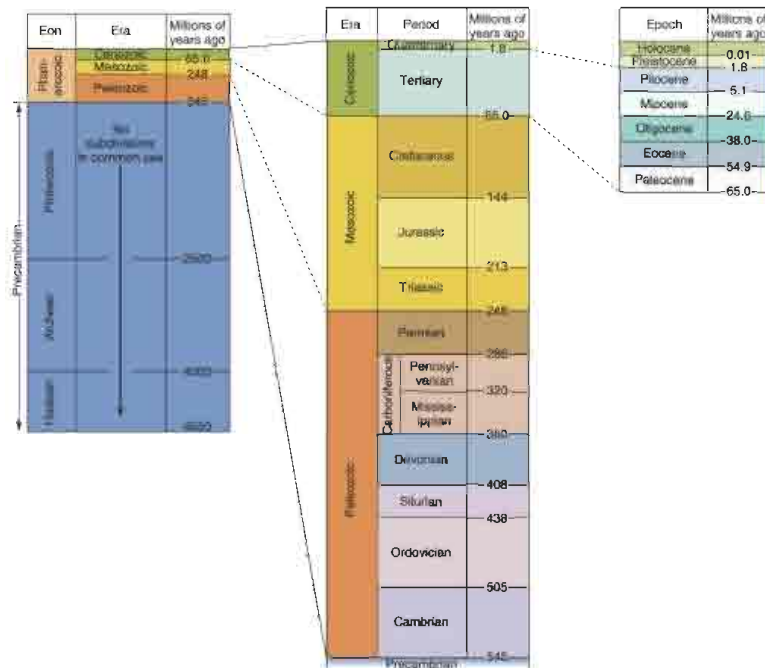 Eon Era Millions of
years ago
Cenozoic 65.0
Mesozoic 248
Paleozoic 545
Phan-
erozoic
No
subdivisions
in common use
Precambrian
Proterozoic
2500
Archean
Hadean
Era Period Millions of
years ago
Cenozoic
1.8
Tertiary
65.0
Mesozoic
Cretaceous
144
Jurassic
213
Triassic
248
Paleozoic
Permian
286
Carboniferous
Pennsyl-
vanian
320
Mississ-
ippian
360
Devonian
408
Silurian
438
Ordovician
505
Cambrian
545
Precambrian
Epoch Millions of
years ago
Holocene
0.01
Pleistocene
1.8
Pliocene
5.1
Miocene
24.6
Oligocene
38.0
Eocene
54.9
Paleocene
65.0